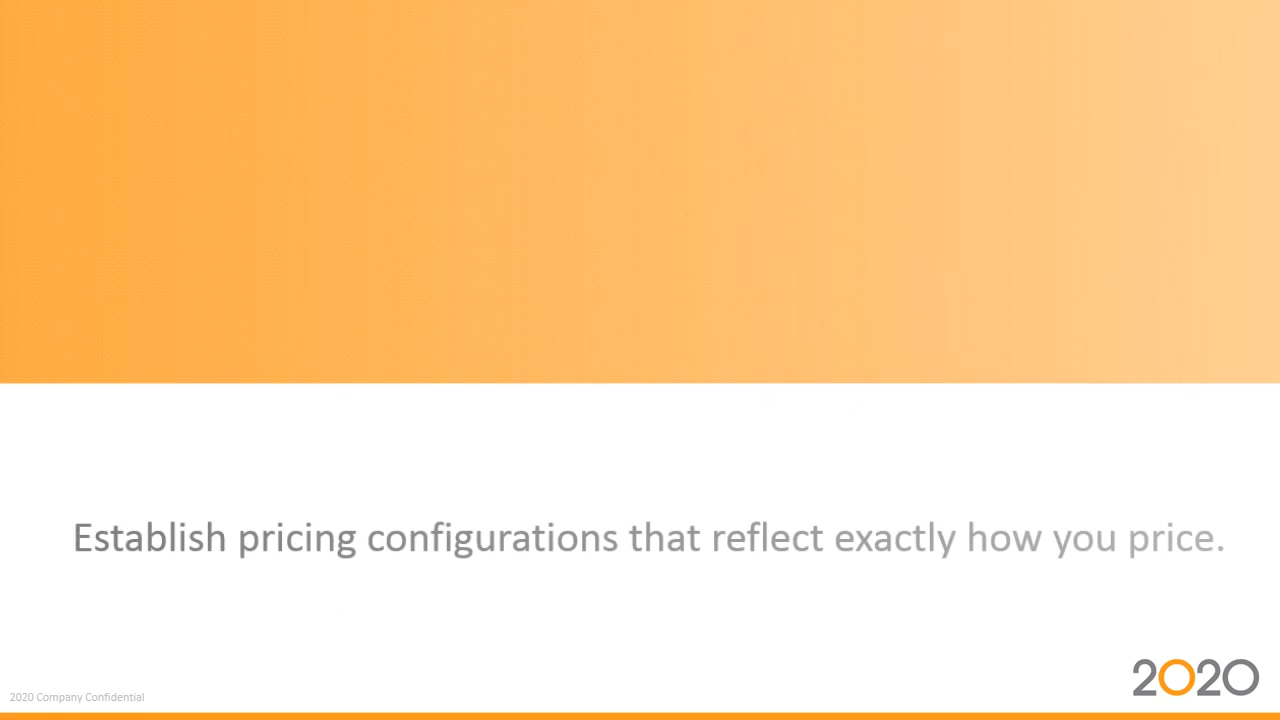 Establish pricing configurations that reflect exactly how you price.
2020
2020 Company Confidential